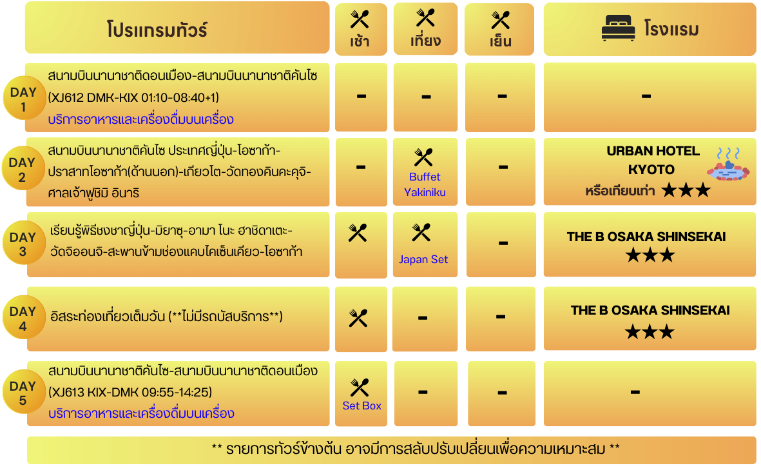 โปรแกรมทัวร์
เช้า
เที่ยง
เย็น
โรงแรม
DAY
1
สนามบินนานาชาติดอนเมือง-สนามบินนานาชาติคันไซ
(XJ612 DMK-KIX 01:10-08:40+1)
บริการอาหารและเครื่องดื่มบนเครื่อง
-
-
-
-
DAY
2
สนามบินนานาชาติคันไซ ประเทศญี่ปุ่น-โอซาก้า-
ปราสาทโอซาก้า(ด้านนอก)-เกียวโต-วัดทองคินคะคุจิ-
ศาลเจ้าฟูชิมิ อินาริ
-
Buffet
Yakiniku
-
URBAN HOTEL
KYOTO
หรือเทียบเท่า ★★★
DAY
3
เรียนรู้พิธีชงชาญี่ปุ่น-มิยาซุ-อามา โนะ ฮาชิดาเตะ-
วัดจิออนจิ-สะพานข้ามช่องแคบไคเซ็นเคียว-โอซาก้า
Japan Set
-
THE B OSAKA SHINSEKAI
★★★
DAY
4
อิสระท่องเที่ยวเต็มวัน (**ไม่มีรถบัสบริการ**)
-
-
THE B OSAKA SHINSEKAI
★★★
DAY
5
สนามบินนานาชาติคันไซ-สนามบินนานาชาติดอนเมือง
(XJ613 KIX-DMK 09:55-14:25)
บริการอาหารและเครื่องดื่มบนเครื่อง
Set Box
-
-
-
** รายการทัวร์ข้างต้น อาจมีการสลับปรับเปลี่ยนเพื่อความเหมาะสม **